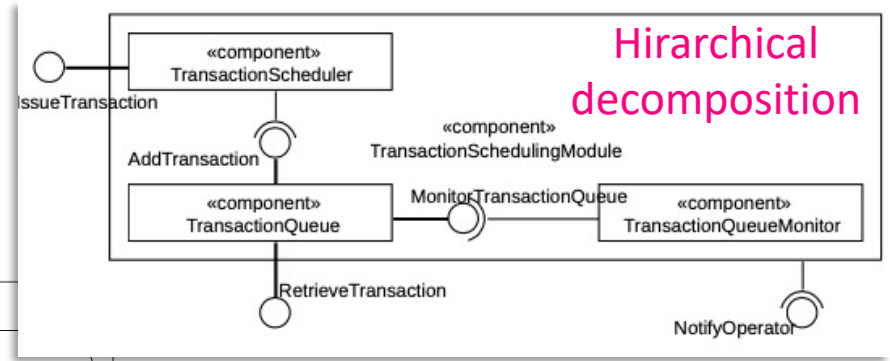 Hirarchical
decomposition
«component»
TransactionScheduler
IssueTransaction
«component»
TransactionSchedulingModule
AddTransaction
«component»
TransactionQueue
MonitorTransactionQueue
«component»
TransactionQueueMonitor
RetrieveTransaction
NotifyOperator